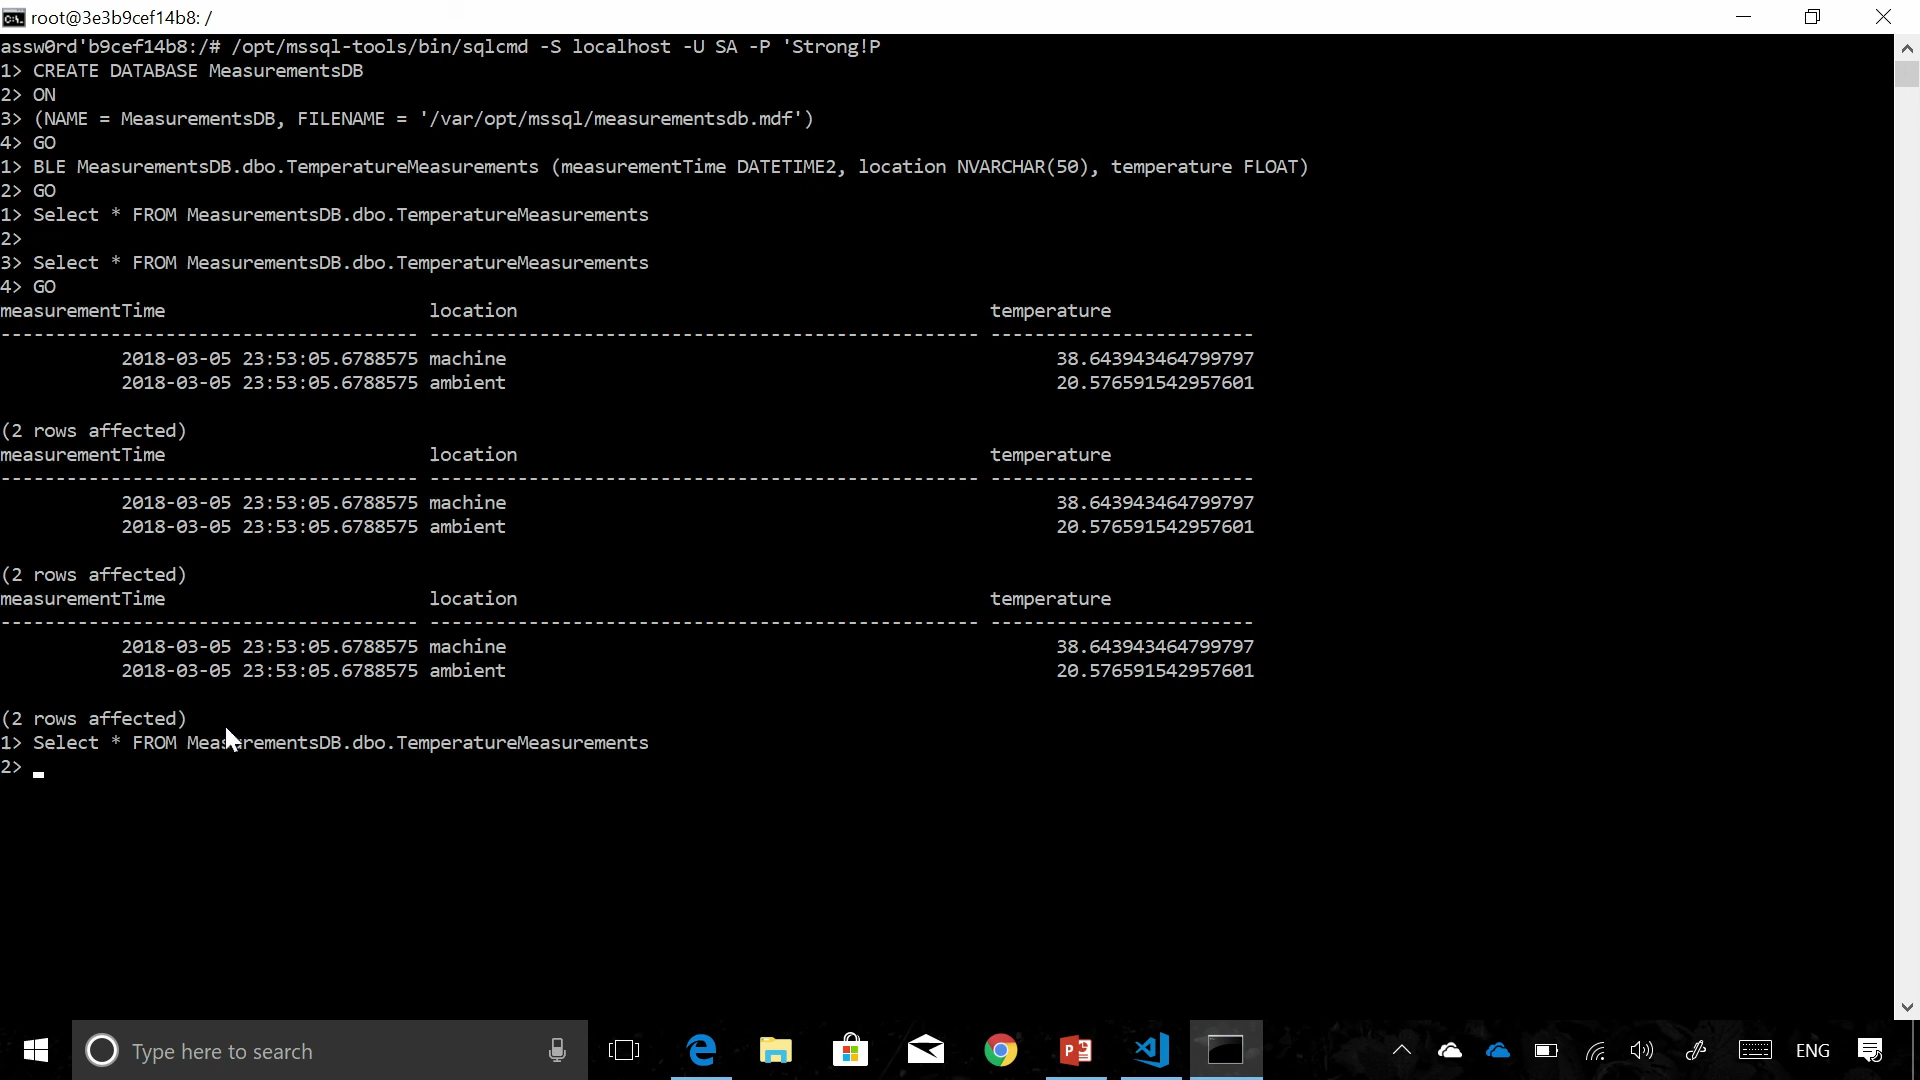 root@3e3b9cef14b8: /
assw0rd'b9cef14b8:/# /opt/mssql-tools/bin/sqlcmd -S localhost -U SA -P 'Strong!P
1> CREATE DATABASE MeasurementsDB
2> ON
3> (NAME = MeasurementsDB, FILENAME = '/var/opt/mssql/measurementsdb.mdf')
4> GO
1> BLE MeasurementsDB.dbo.TemperatureMeasurements (measurementTime DATETIME2, location NVARCHAR(50), temperature FLOAT)
2> GO
1> Select * FROM MeasurementsDB.dbo.TemperatureMeasurements
2>
3> Select * FROM MeasurementsDB.dbo.TemperatureMeasurements
4> GO
measurementTime location temperature
-------------------------------------- -------------------------------------------------- ------------------------
2018-03-05 23:53:05.6788575 machine 38.643943464799797
2018-03-05 23:53:05.6788575 ambient 20.576591542957601
(2 rows affected)
measurementTime location temperature
-------------------------------------- -------------------------------------------------- ------------------------
2018-03-05 23:53:05.6788575 machine 38.643943464799797
2018-03-05 23:53:05.6788575 ambient 20.576591542957601
(2 rows affected)
measurementTime location temperature
-------------------------------------- -------------------------------------------------- ------------------------
2018-03-05 23:53:05.6788575 machine 38.643943464799797
2018-03-05 23:53:05.6788575 ambient 20.576591542957601
(2 rows affected)
1> Select * FROM MeasurementsDB.dbo.TemperatureMeasurements
2>
Type here to search
ENG